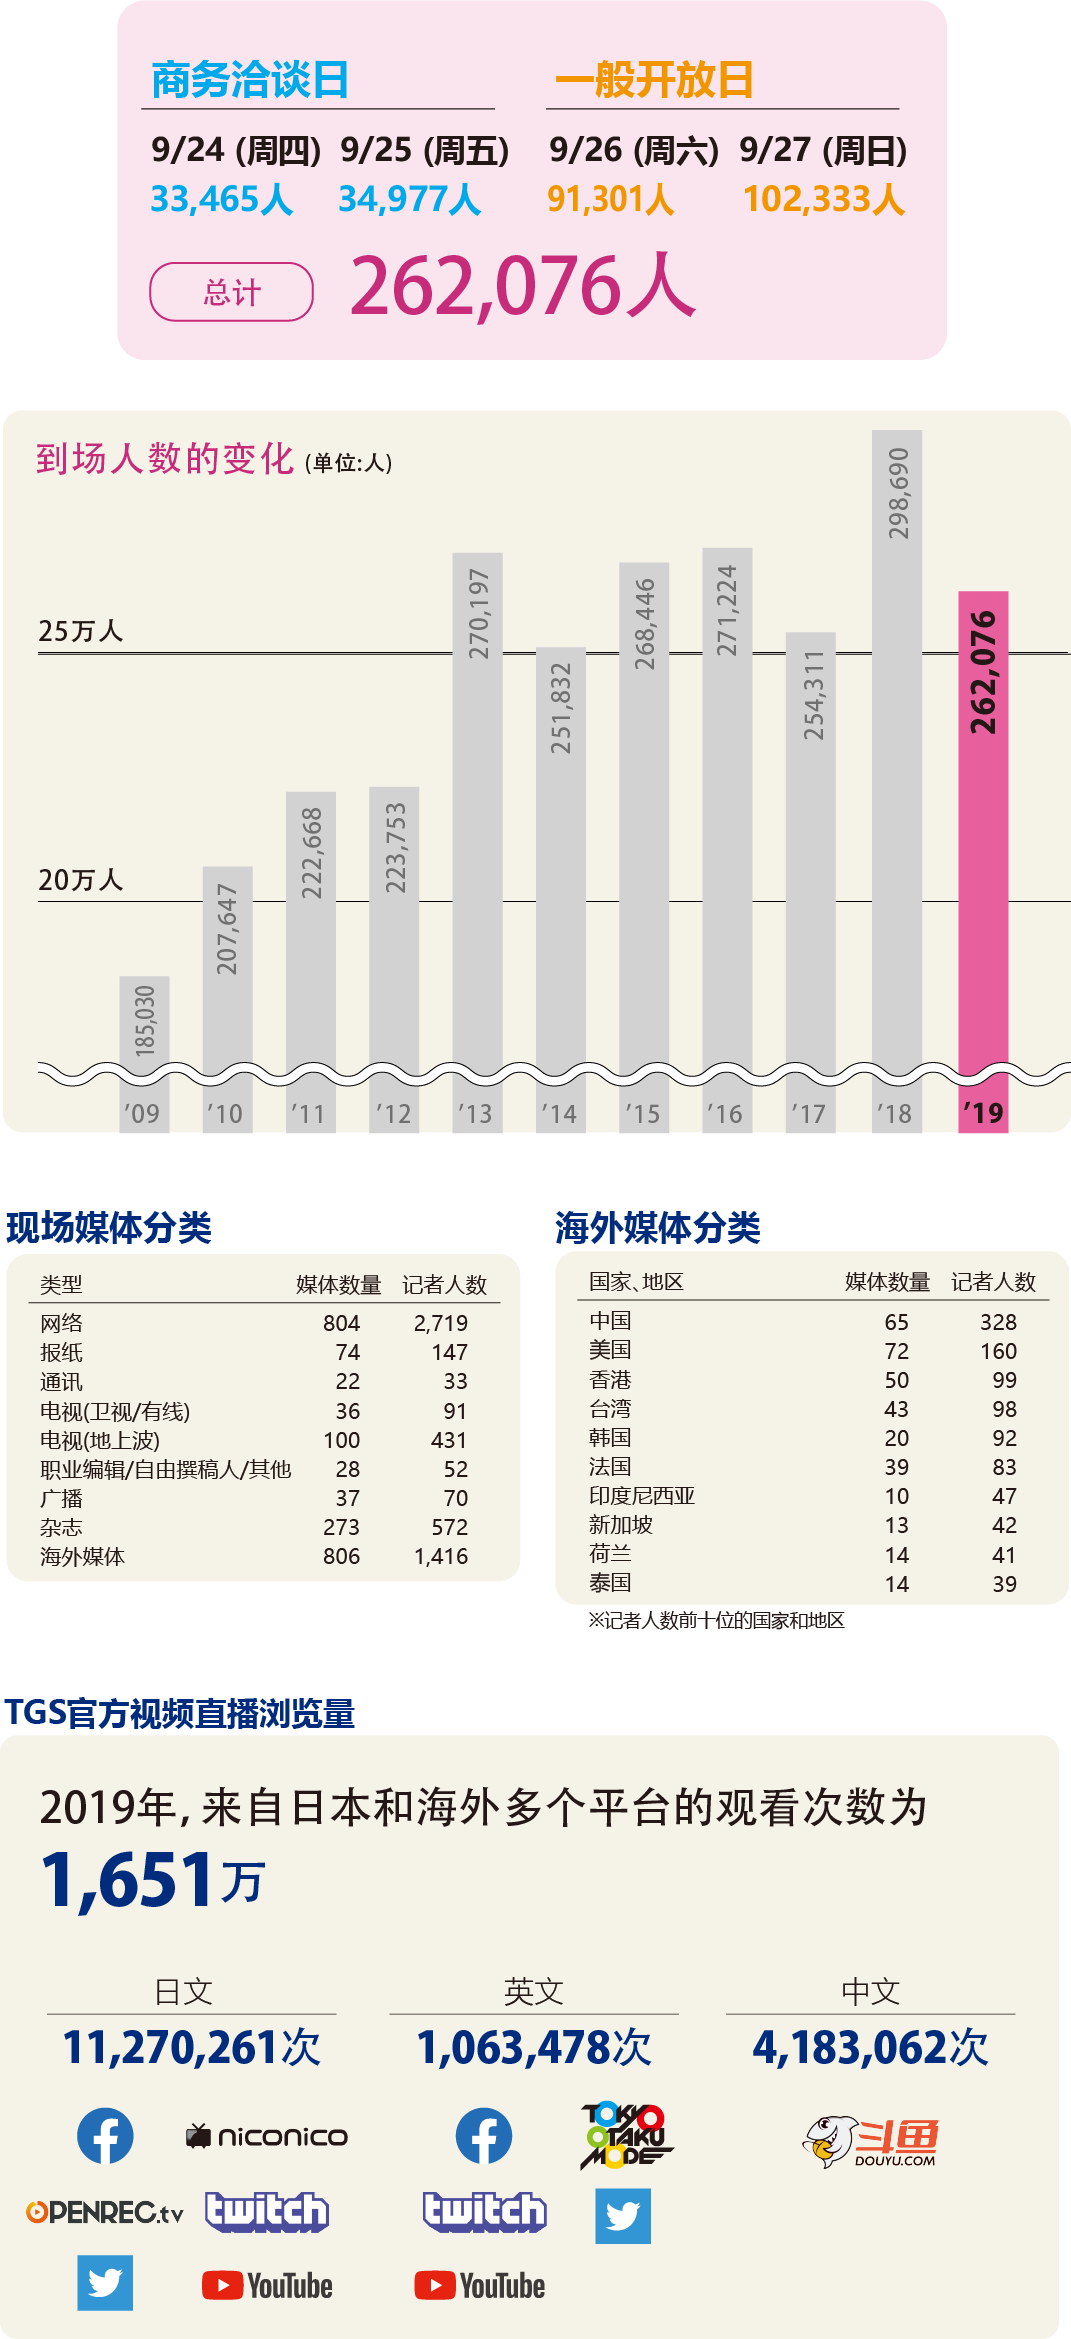 商务洽谈日
一般开放日
9/24 (周四) 9/25 (周五) 9/26 (周六) 9/27 (周日)
33,465人 34,977人 91,301人 102,333人
总计 262,076人
到场人数的变化 (单位:人)
298,690
270,197
268,446
271,224
25万人
262,076
251,832
254,311
222,668
223,753
20万人
207,647
185,030
’09 ’10 ’11 ’12 ’13 ’14 ’15 ’16 ’17 ’18 ’19
现场媒体分类
类型 媒体数量 记者人数
网络 804 2,719
报纸 74 147
通讯 22 33
电视(卫视/有线) 36 91
电视(地上波) 100 431
职业编辑/自由撰稿人/其他 28 52
广播 37 70
杂志 273 572
海外媒体 806 1,416
海外媒体分类
国家、地区 媒体数量 记者人数
中国 65 328
美国 72 160
香港 50 99
台湾 43 98
韩国 20 92
法国 39 83
印度尼西亚 10 47
新加坡 13 42
荷兰 14 41
泰国 14 39
※记者人数前十位的国家和地区
TGS官方视频直播浏览量
2019年, 来自日本和海外多个平台的观看次数为
1,651万
日文 英文 中文
11,270,261次 1,063,478次 4,183,062次
niconico
TOKYO
OTAKU
MODE
斗鱼
DOUYU.COM
OPENREC.tv twitch twitch
YouTube YouTube